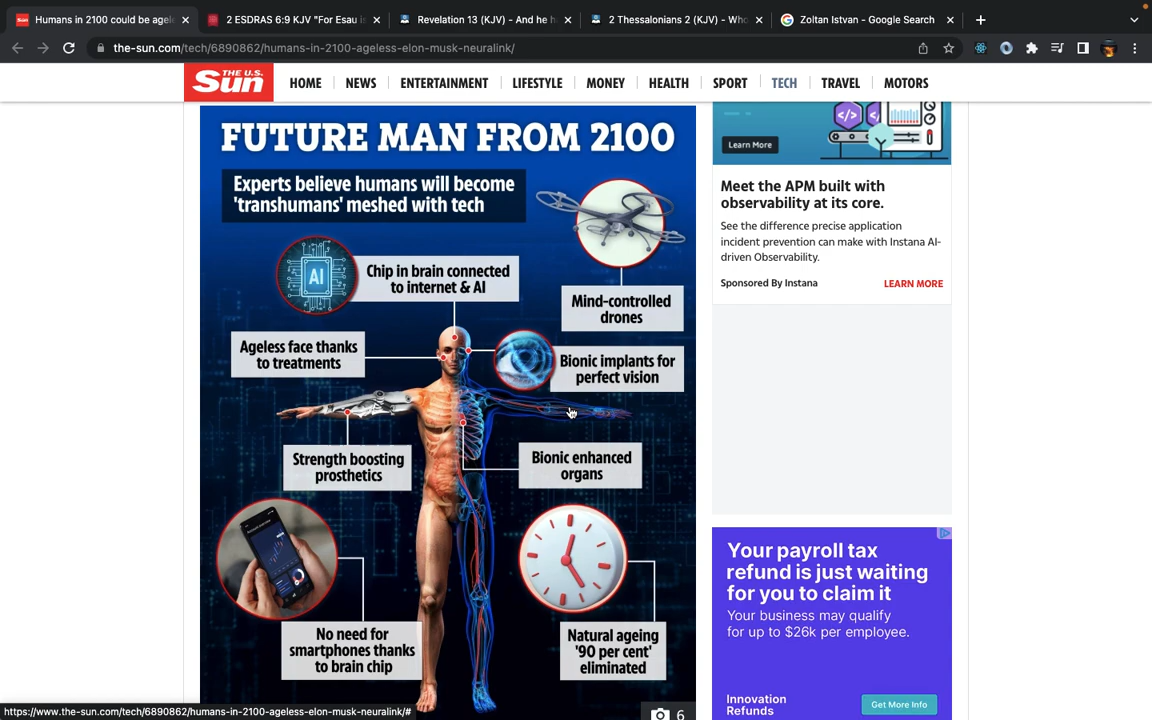 Humans in 2100 could be agele
2 ESDRAS 6:9 KJV "For Esau is
Revelation 13 (KJV) - And he h
2 Thessalonians 2 (KJV) - Who
Zoltan Istvan - Google Search
the-sun.com/tech/6890862/humans-in-2100-ageless-elon-musk-neuralink/
THE U.S.
Sun
HOME
NEWS
ENTERTAINMENT
LIFESTYLE
MONEY
HEALTH
SPORT
TECH
TRAVEL
MOTORS
FUTURE MAN FROM 2100
Experts believe humans will become
'transhumans' meshed with tech
AI
Chip in brain connected
to internet & AI
Mind-controlled
drones
Ageless face thanks
to treatments
Bionic implants for
perfect vision
Strength boosting
prosthetics
Bionic enhanced
organs
No need for
smartphones thanks
to brain chip
Natural ageing
'90 per cent'
eliminated
6
Learn More
Meet the APM built with
observability at its core.
See the difference precise application
incident prevention can make with Instana AI-
driven Observability.
Sponsored By Instana
LEARN MORE
Your payroll tax
refund is just waiting
for you to claim it
Your business may qualify
for up to $26k per employee.
Innovation
Refunds
Get More Info
https://www.the-sun.com/tech/6890862/humans-in-2100-ageless-elon-musk-neuralink/#